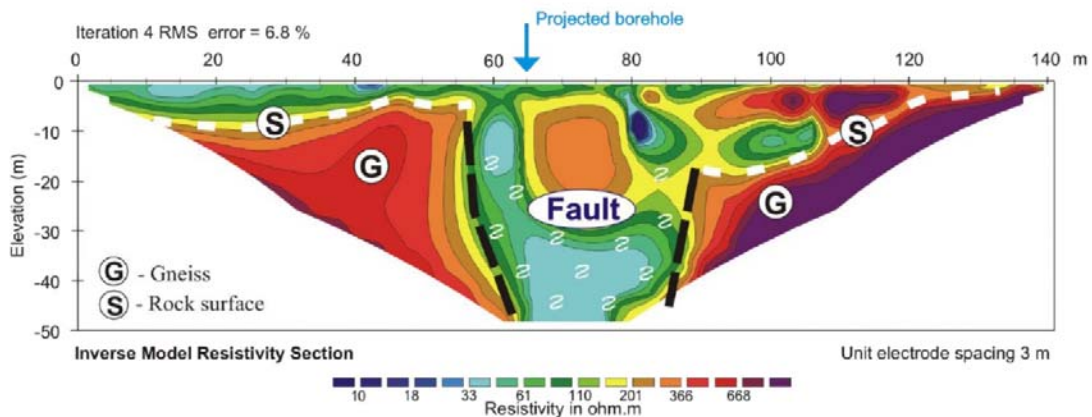 Projected borehole
Iteration 4 RMS error = 6.8 %
0 20 40 60 80 100 120 140 m
0
-10
-20
-30
-40
-50
Elevation (m)
S
G
S
G
Fault
G - Gneiss
S - Rock surface
Inverse Model Resistivity Section
Unit electrode spacing 3 m
10 18 33 61 110 201 366 668
Resistivity in ohm.m